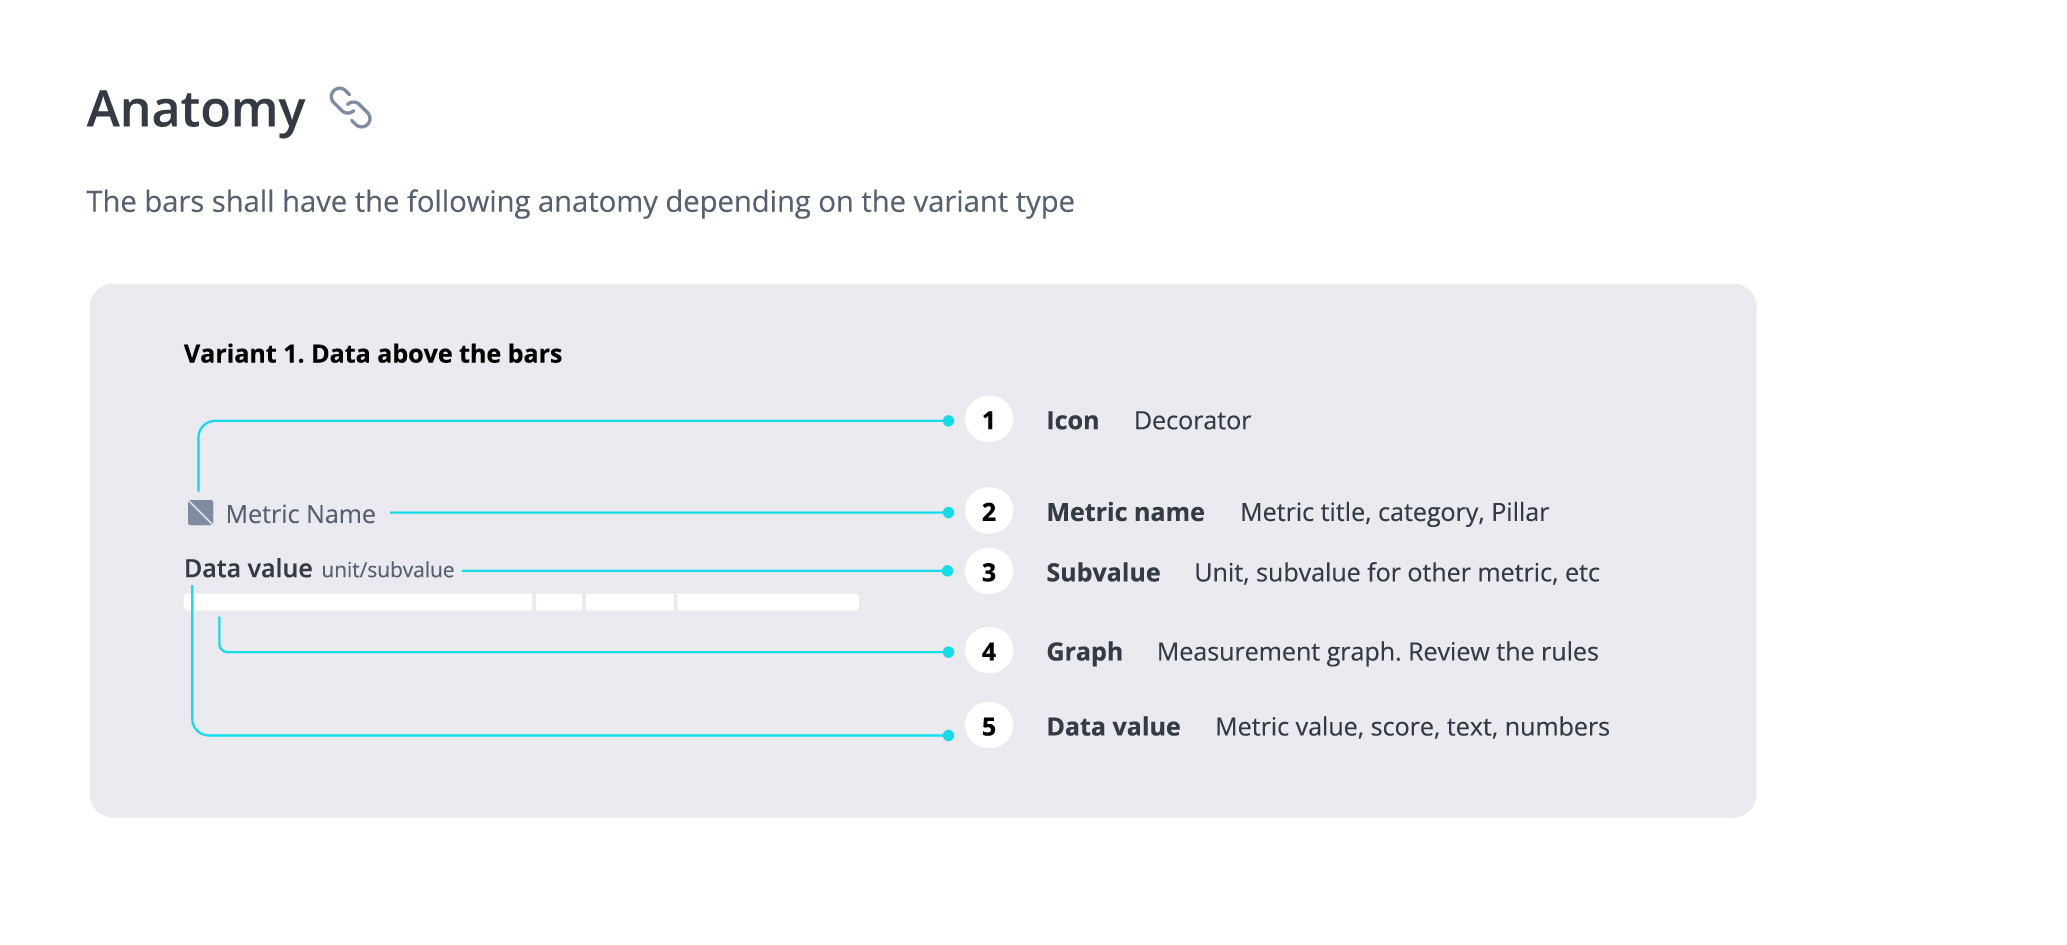 Anatomy
The bars shall have the following anatomy depending on the variant type
Variant 1. Data above the bars
1 Icon Decorator
Metric Name 2 Metric name Metric title, category, Pillar
Data value unit/subvalue 3 Subvalue Unit, subvalue for other metric, etc
4 Graph Measurement graph. Review the rules
5 Data value Metric value, score, text, numbers